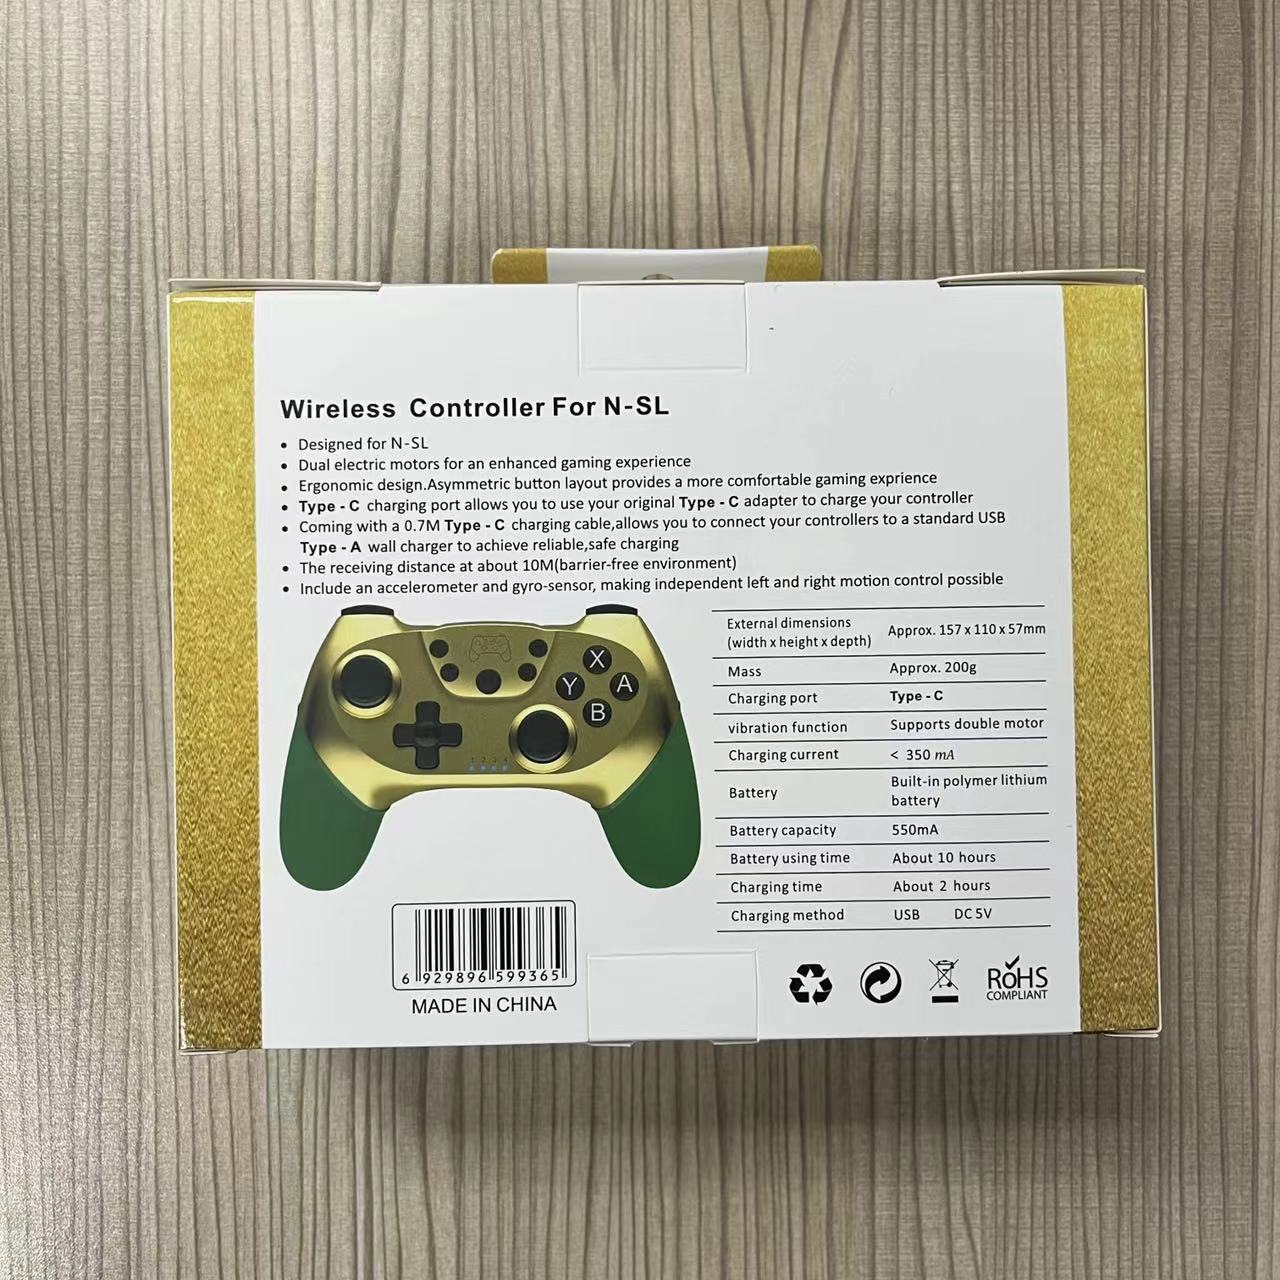 Wireless Controller For N-SL
• Designed for N-SL
• Dual electric motors for an enhanced gaming experience
• Ergonomic design.Asymmetric button layout provides a more comfortable gaming exprience
• Type - C charging port allows you to use your original Type - C adapter to charge your controller
• Coming with a 0.7M Type - C charging cable,allows you to connect your controllers to a standard USB
Type - A wall charger to achieve reliable,safe charging
• The receiving distance at about 10M(barrier-free environment)
• Include an accelerometer and gyro-sensor, making independent left and right motion control possible
X
Y A
B
1 2 3 4
External dimensions
(width x height x depth) Approx. 157 x 110 x 57mm
Mass Approx. 200g
Charging port Type - C
vibration function Supports double motor
Charging current < 350 mA
Battery Built-in polymer lithium
battery
Battery capacity 550mA
Battery using time About 10 hours
Charging time About 2 hours
Charging method USB DC 5V
6 929896 599365
MADE IN CHINA
RoHS
COMPLIANT